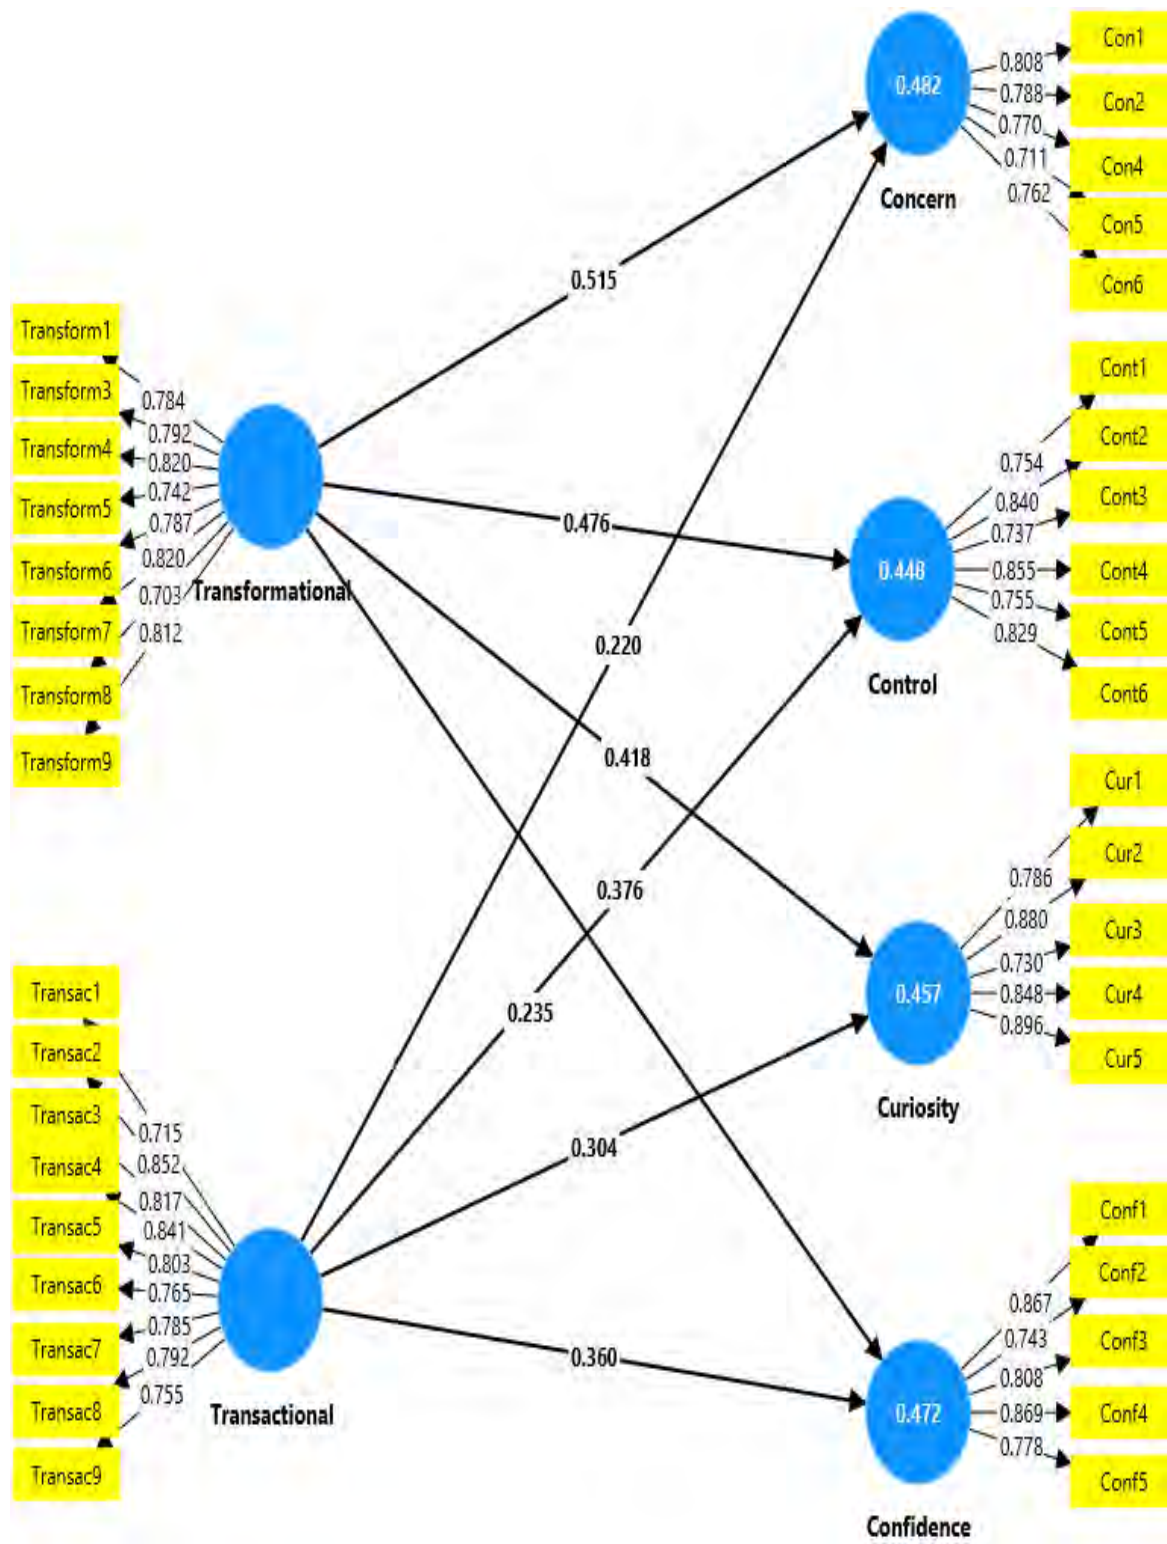 Con1
0.808
0.482
0.788
Con2
0.770
0.711
Con4
0.762
Concern
Con5
Con6
0.515
Transform1
Cont1
Transform3
0.784
0.792
Cont2
Transform4
0.820
0.754
0.742
0.840
Cont3
Transform5
0.787
0.476
0.737
0.820
0.448
0.855
Cont4
Transform6
0.703
Transformational
0.755
Transform7
0.812
0.829
Cont5
0.220
Control
Cont6
Transform8
0.418
Transform9
Cur1
Cur2
0.786
0.376
0.880
Cur3
0.730
Transac1
0.235
0.457
0.848
Cur4
0.896
Transac2
Cur5
Transac3
Curiosity
0.715
0.304
Transac4
0.852
0.817
Conf1
Transac5
0.841
0.803
Conf2
Transac6
0.765
0.867
0.785
0.743
Conf3
Transac7
0.792
0.360
0.808
0.755
Transac8
Transactional
0.472
0.869
Conf4
0.778
Transac9
Conf5
Confidence